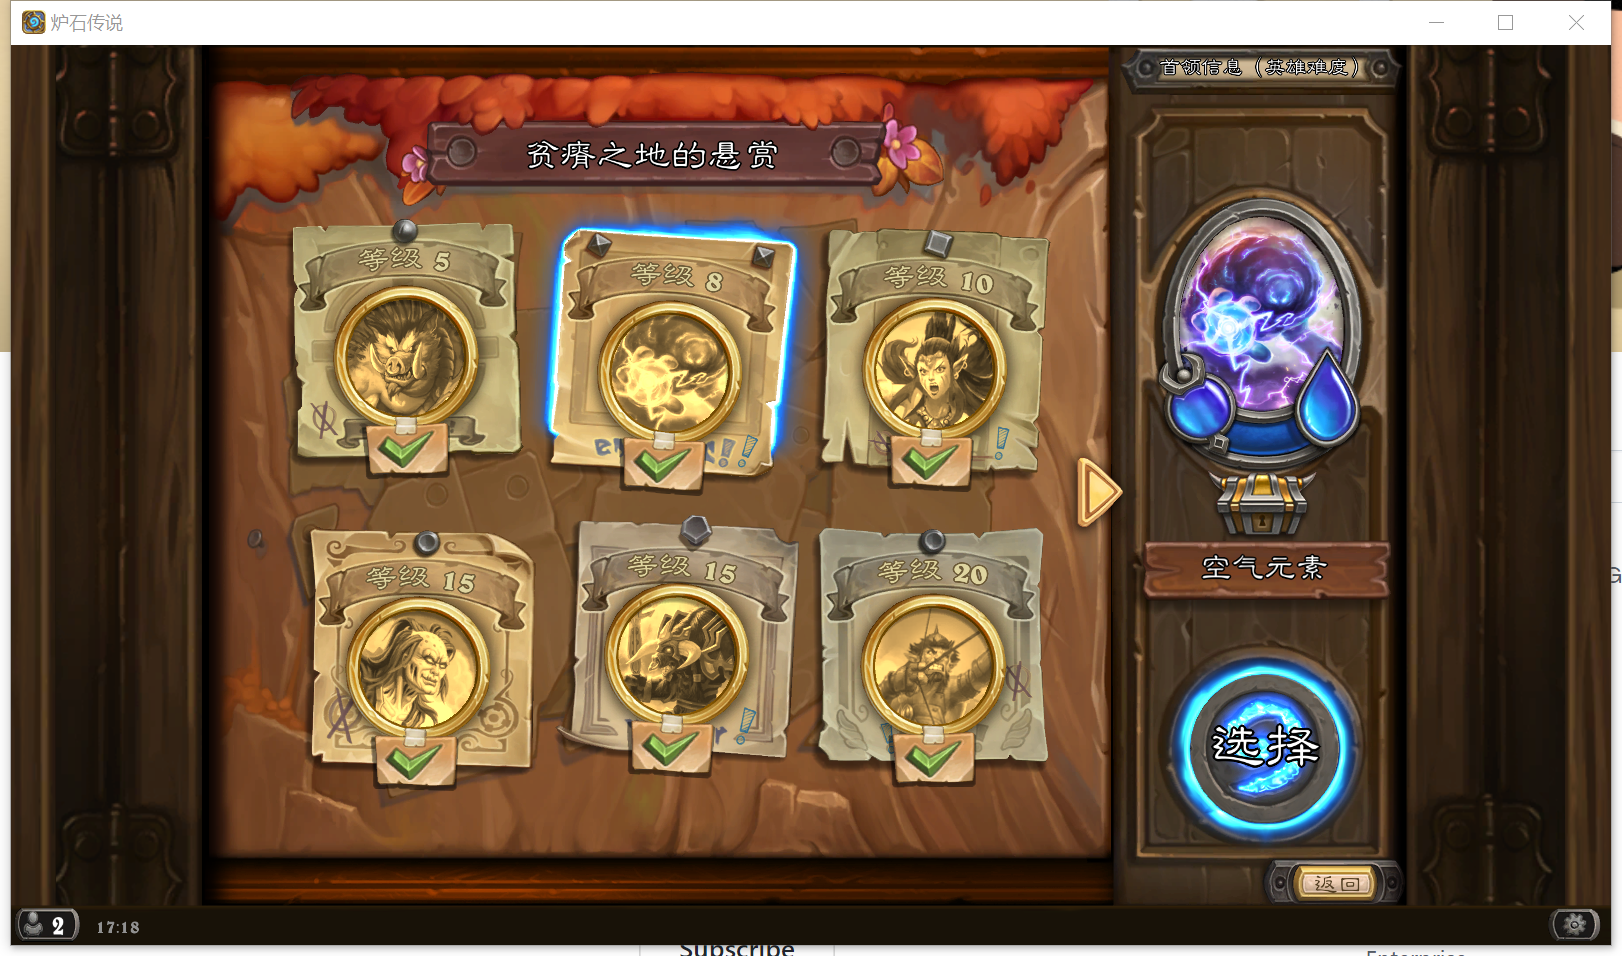 炉石传说
首领信息（英雄难度）
贫瘠之地的悬赏
等级 5
等级 8
等级 10
等级 15
等级 15
等级 20
空气元素
选择
返回
2
17:18
Subscribe